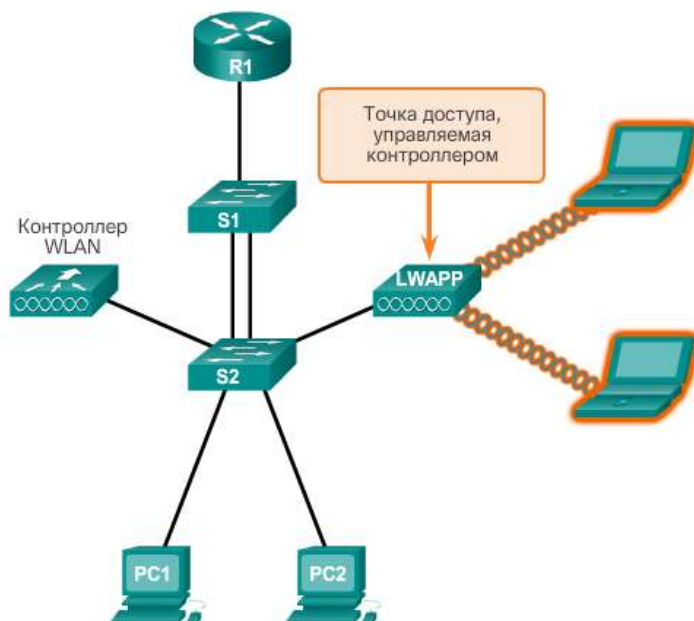 R1
Точка доступа,
управляемая
контроллером
S1
Контроллер
WLAN
LWAPP
S2
PC1
PC2